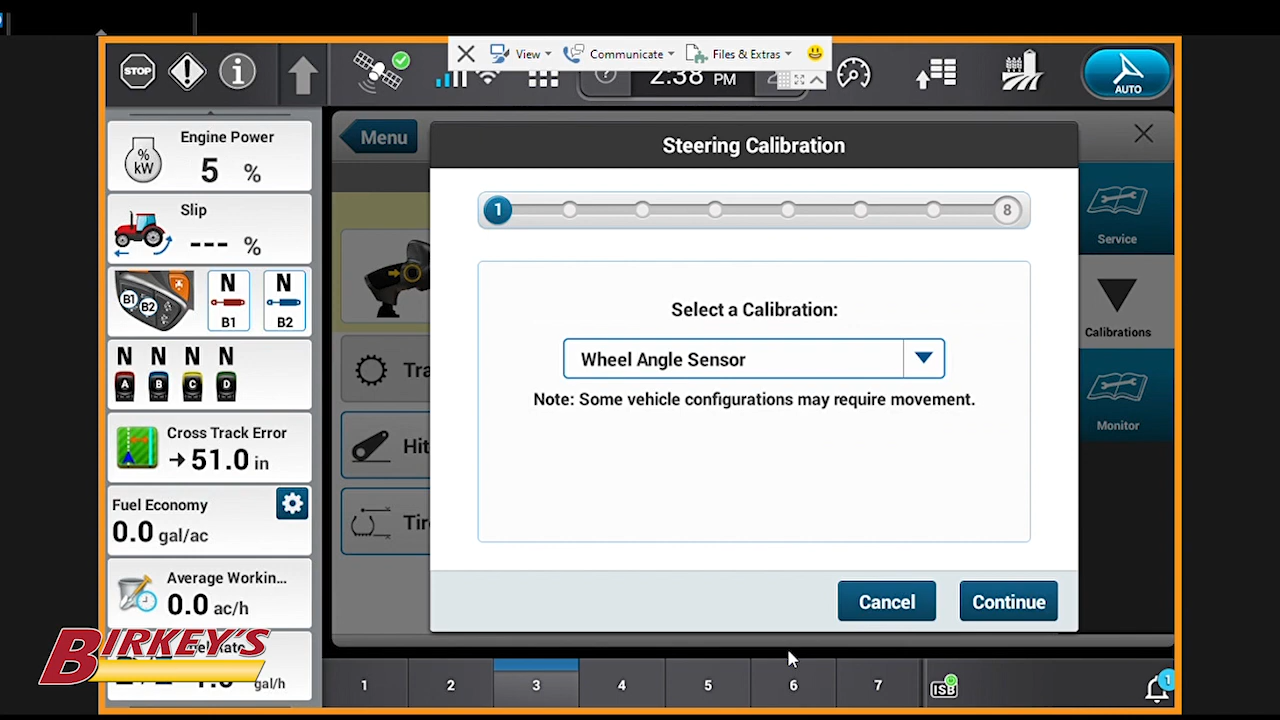 View
Communicate
Files & Extras
STOP
2:38 PM
AUTO
Engine Power
% kW
5 %
Slip
--- %
B1 B2
N
B1
N
B2
N N N N
A B C D
Cross Track Error
51.0 in
Fuel Economy
0.0 gal/ac
Average Workin...
0.0 ac/h
BIRKEY'S
gal/h
Menu
Steering Calibration
1
8
Select a Calibration:
Wheel Angle Sensor
Note: Some vehicle configurations may require movement.
Cancel
Continue
Tra
Hit
Tir
Service
Calibrations
Monitor
1 2 3 4 5 6 7
ISB
1